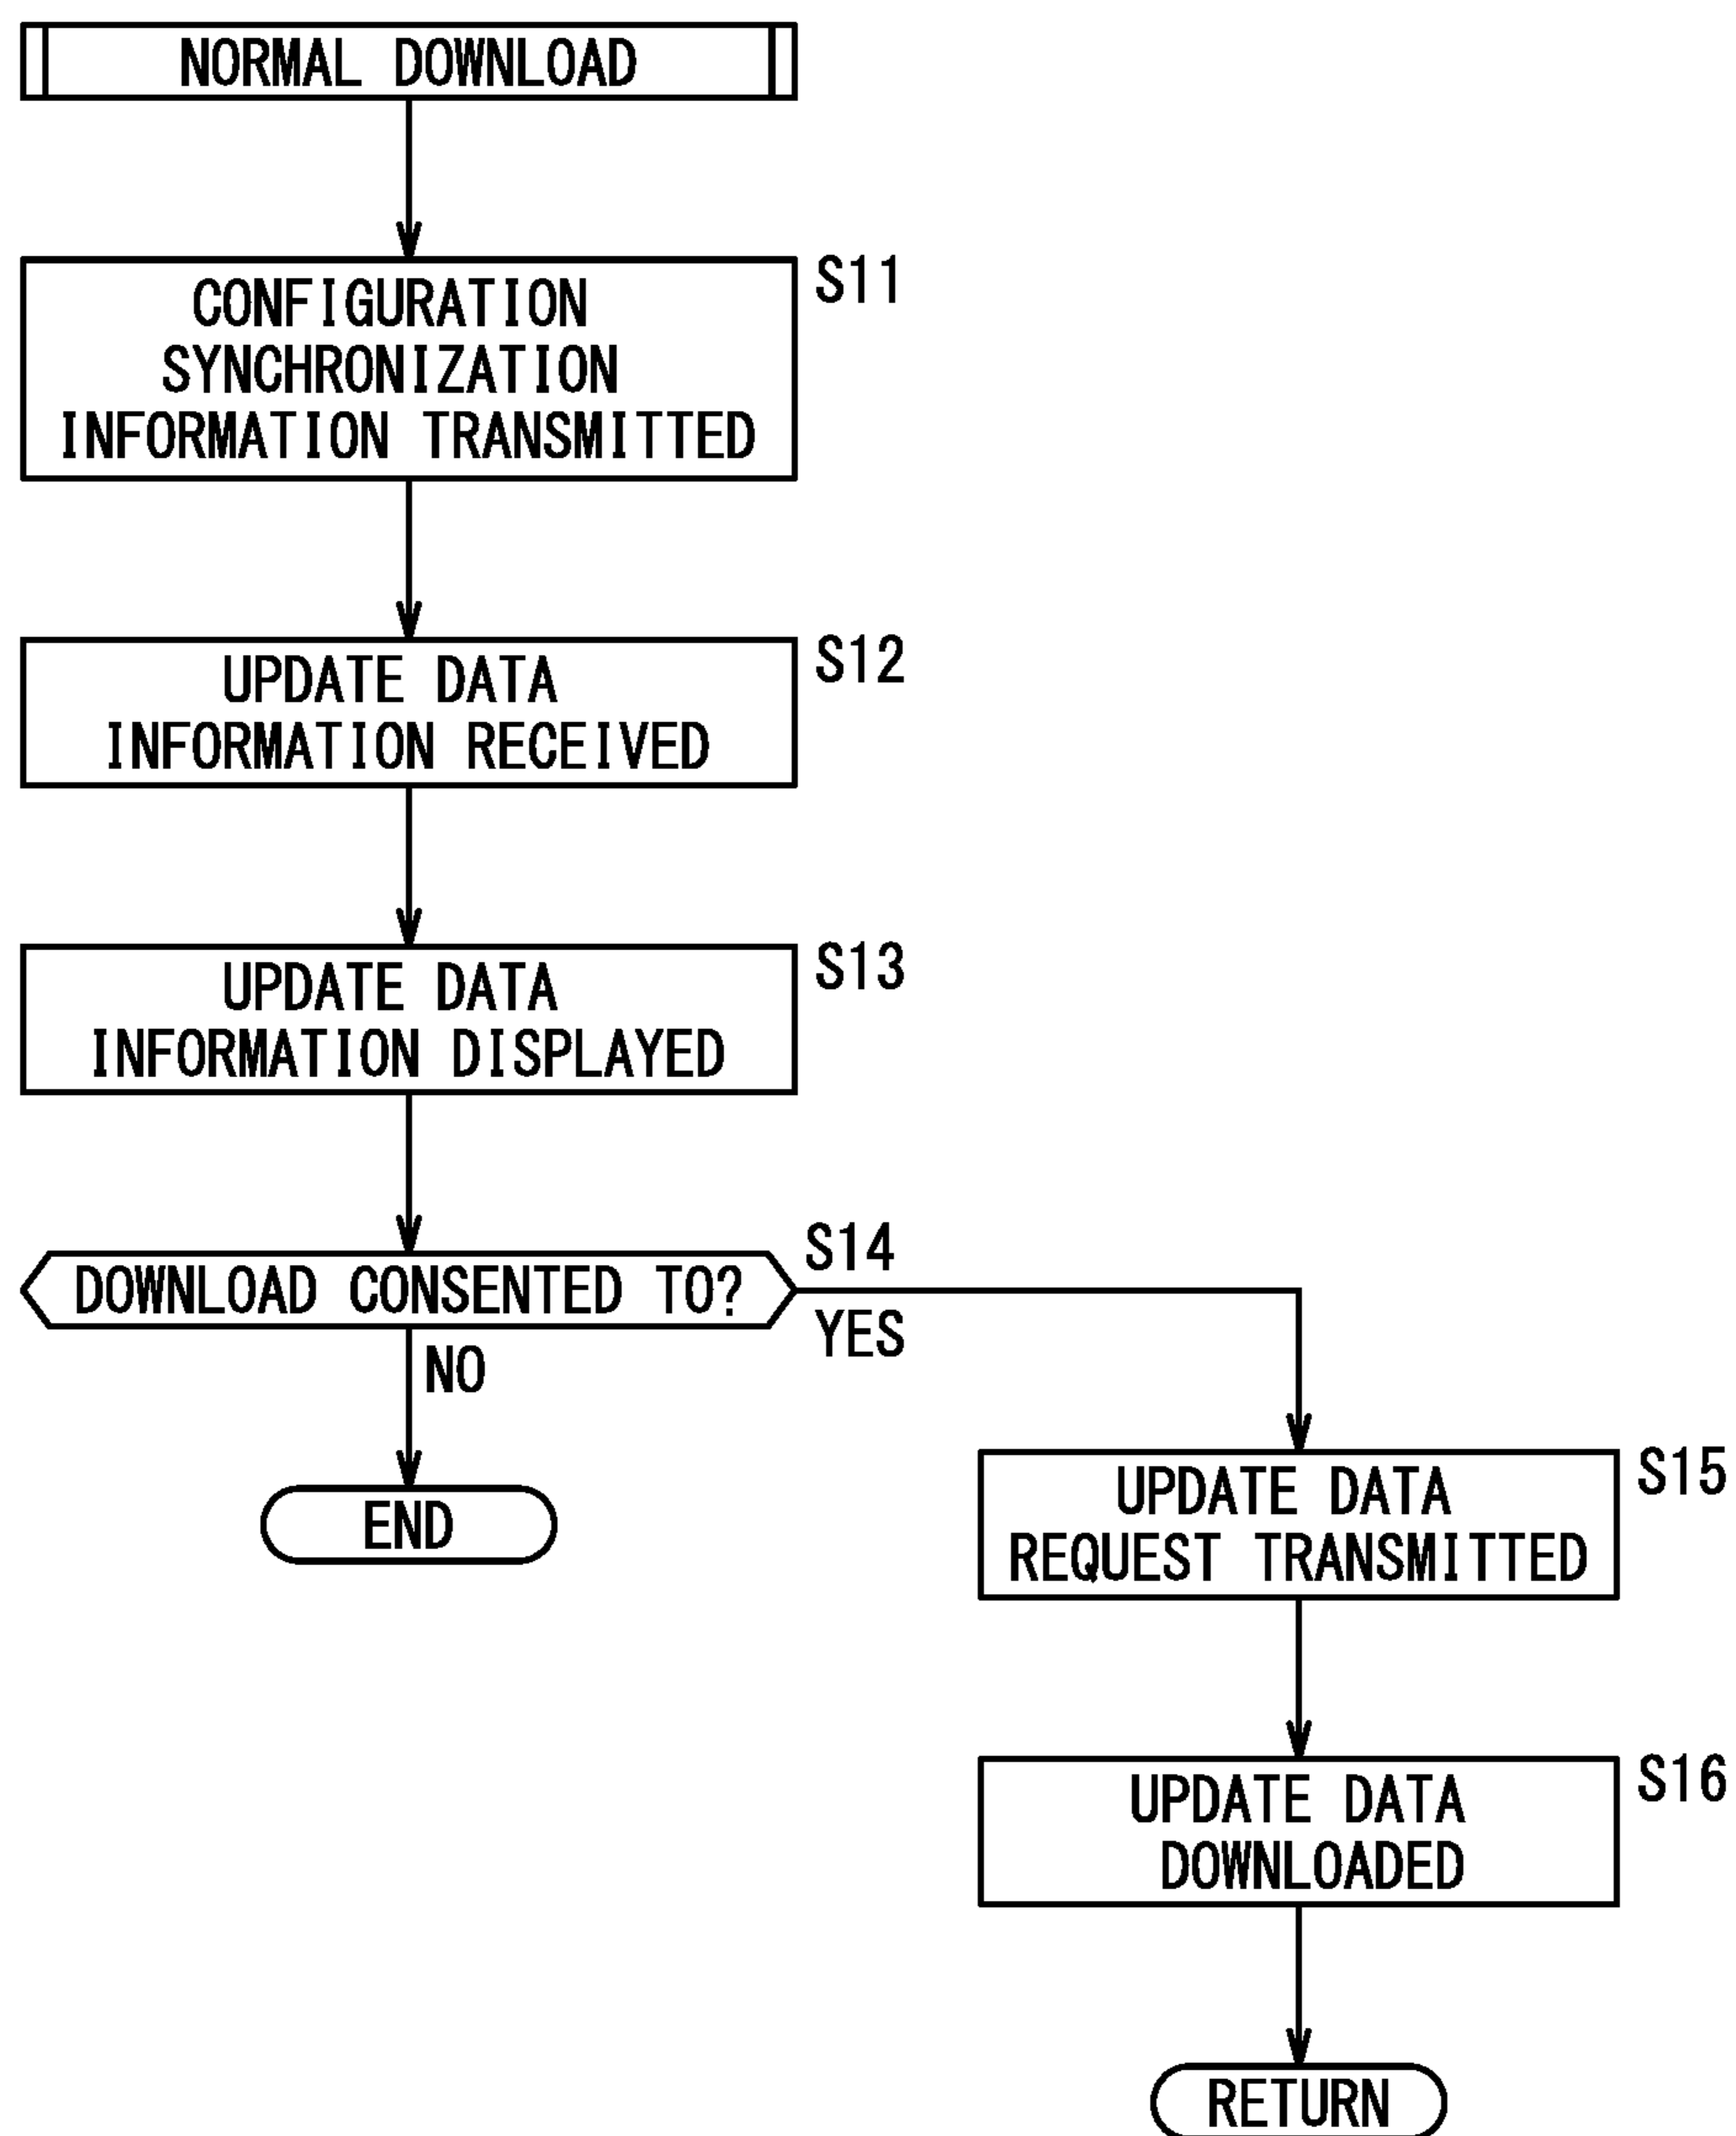 NORMAL DOWNLOAD
S11
CONFIGURATION
SYNCHRONIZATION
INFORMATION TRANSMITTED
S12
UPDATE DATA
INFORMATION RECEIVED
S13
UPDATE DATA
INFORMATION DISPLAYED
S14
DOWNLOAD CONSENTED TO?
YES
NO
END
S15
UPDATE DATA
REQUEST TRANSMITTED
S16
UPDATE DATA
DOWNLOADED
RETURN